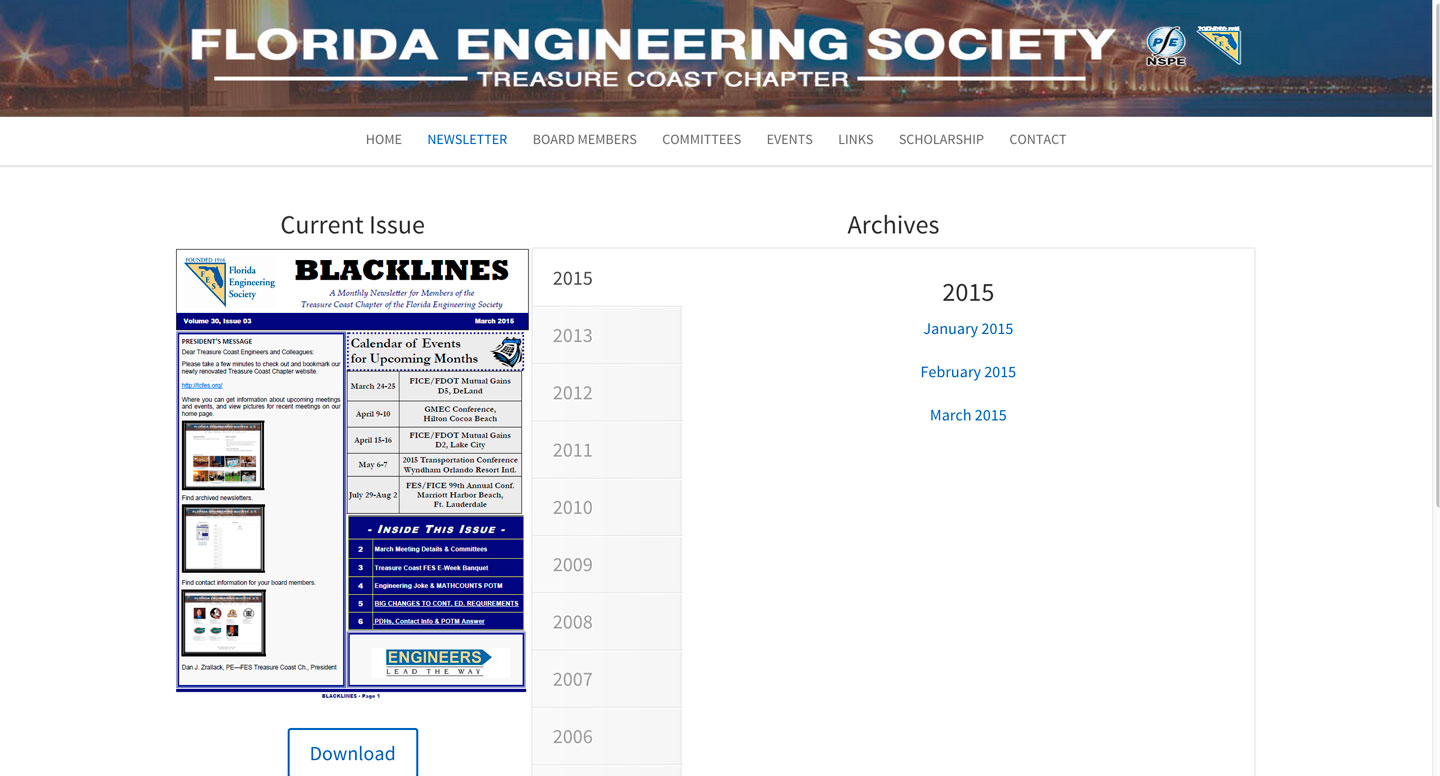 FLORIDA ENGINEERING SOCIETY
TREASURE COAST CHAPTER
NSPE
HOME NEWSLETTER BOARD MEMBERS COMMITTEES EVENTS LINKS SCHOLARSHIP CONTACT
Current Issue
FOUNDED 1916
FES
Florida
Engineering
Society
BLACKLINES
A Monthly Newsletter for Members of the
Treasure Coast Chapter of the Florida Engineering Society
Volume 30, Issue 03
March 2015
PRESIDENT'S MESSAGE
Dear Treasure Coast Engineers and Colleagues:
Please take a few minutes to check out and bookmark our
newly renovated Treasure Coast Chapter website.
http://tcfes.org/
Where you can get information about upcoming meetings
and events, and view pictures for recent meetings on our
home page.
Find archived newsletters.
Find contact information for your board members.
Dan J. Zrallack, PE—FES Treasure Coast Ch., President
Calendar of Events
for Upcoming Months
March 24-25 FICE/FDOT Mutual Gains
D5, DeLand
April 9-10 GMEC Conference,
Hilton Cocoa Beach
April 15-16 FICE/FDOT Mutual Gains
D2, Lake City
May 6-7 2015 Transportation Conference
Wyndham Orlando Resort Intl.
July 29-Aug 2 FES/FICE 99th Annual Conf.
Marriott Harbor Beach,
Ft. Lauderdale
- INSIDE THIS ISSUE -
2 March Meeting Details & Committees
3 Treasure Coast FES E-Week Banquet
4 Engineering Joke & MATHCOUNTS POTM
5 BIG CHANGES TO CONT. ED. REQUIREMENTS
6 PDHs, Contact Info & POTM Answer
ENGINEERS
LEAD THE WAY
BLACKLINES - Page 1
Download
Archives
2015
2013
2012
2011
2010
2009
2008
2007
2006
2015
January 2015
February 2015
March 2015